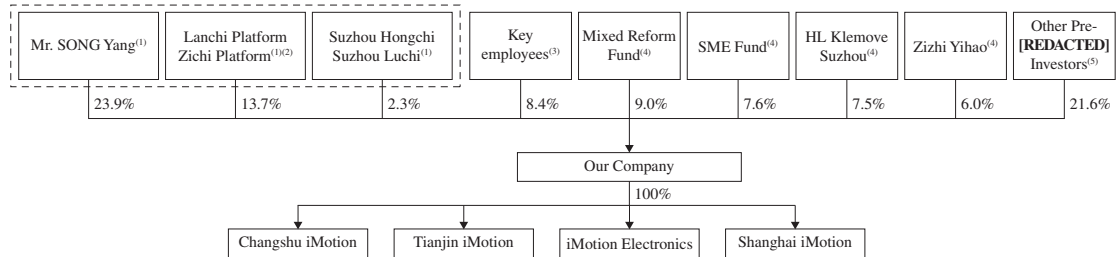 Mr. SONG Yang(1)
Lanchi Platform
Zichi Platform(1)(2)
Suzhou Hongchi
Suzhou Luchi(1)
Key
employees(3)
Mixed Reform
Fund(4)
SME Fund(4)
HL Klemove
Suzhou(4)
Zizhi Yihao(4)
Other Pre-
[REDACTED]
Investors(5)
23.9%
13.7%
2.3%
8.4%
9.0%
7.6%
7.5%
6.0%
21.6%
Our Company
100%
Changshu iMotion
Tianjin iMotion
iMotion Electronics
Shanghai iMotion